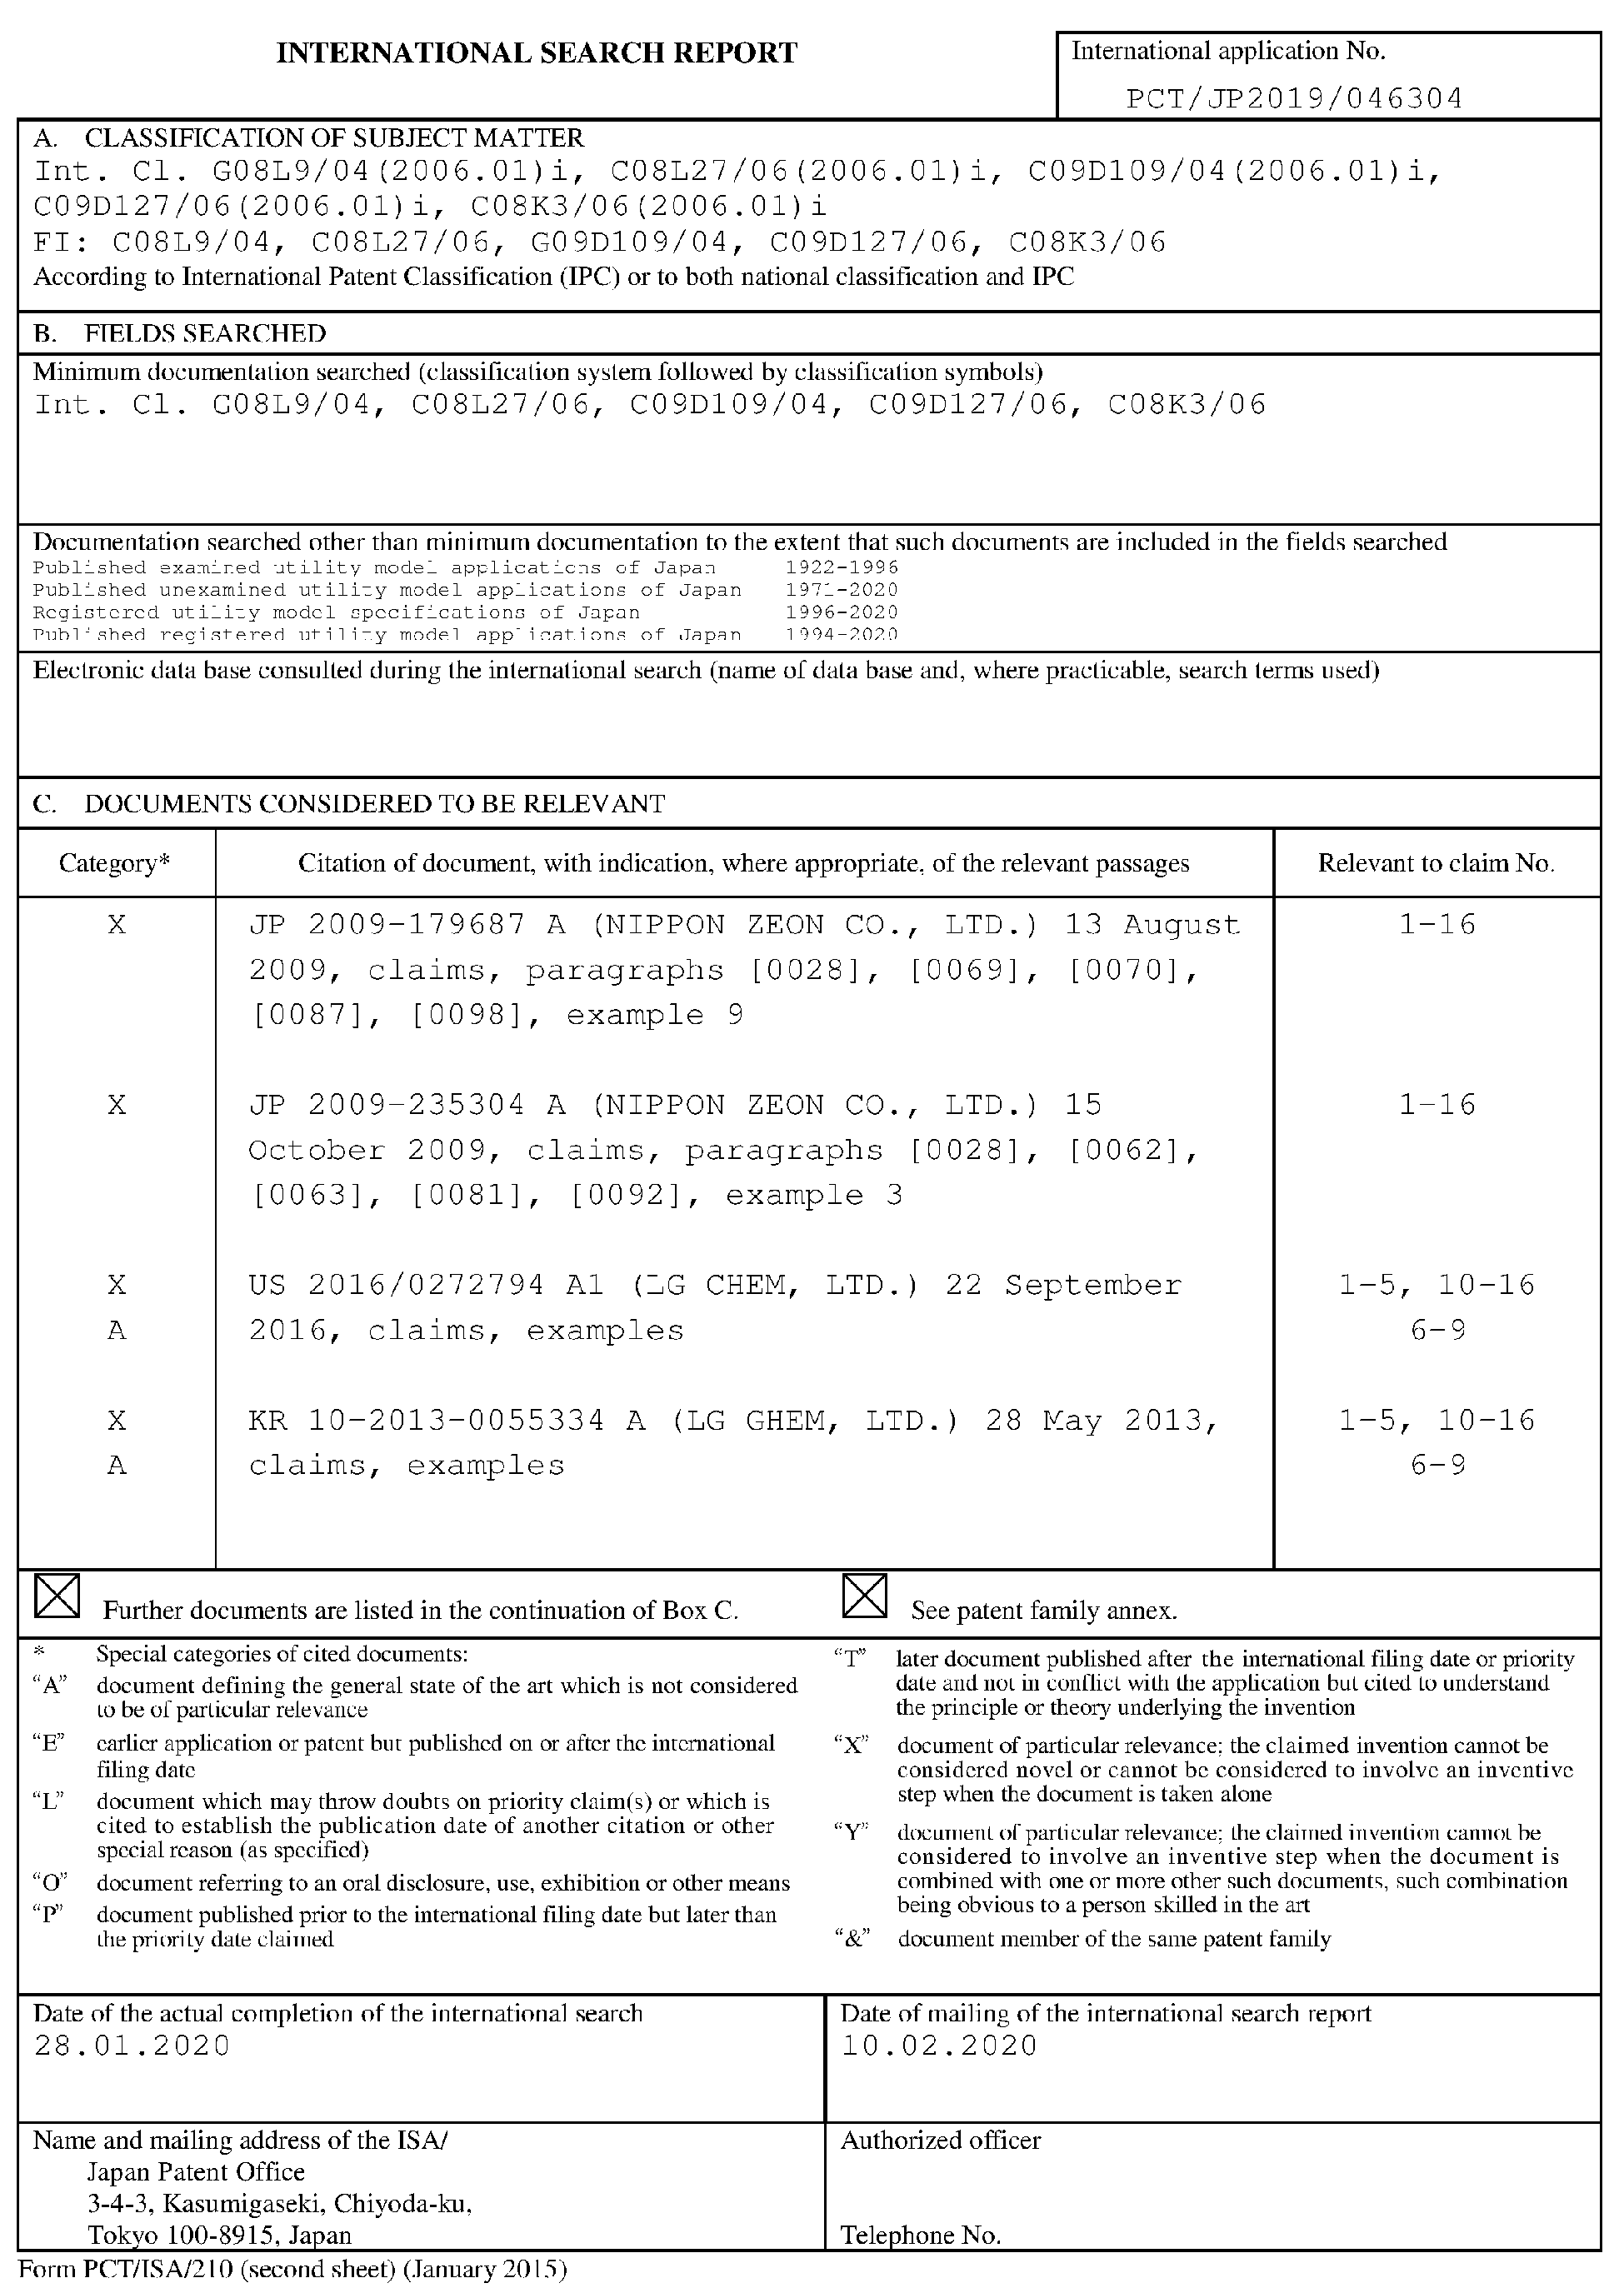 INTERNATIONAL SEARCH REPORT
International application No.
PCT/JP2019/046304
A. CLASSIFICATION OF SUBJECT MATTER
Int. Cl. G08L9/04(2006.01)i, C08L27/06(2006.01)i, C09D109/04(2006.01)i,
C09D127/06(2006.01)i, C08K3/06(2006.01)i
FI: C08L9/04, C08L27/06, G09D109/04, C09D127/06, C08K3/06
According to International Patent Classification (IPC) or to both national classification and IPC
B. FIELDS SEARCHED
Minimum documentation searched (classification system followed by classification symbols)
Int. Cl. G08L9/04, C08L27/06, C09D109/04, C09D127/06, C08K3/06
Documentation searched other than minimum documentation to the extent that such documents are included in the fields searched
Published examined utility model applications of Japan 1922-1996
Published unexamined utility model applications of Japan 1971-2020
Registered utility model specifications of Japan 1996-2020
Published registered utility model applications of Japan 1994-2020
Electronic data base consulted during the international search (name of data base and, where practicable, search terms used)
C. DOCUMENTS CONSIDERED TO BE RELEVANT
Category* Citation of document, with indication, where appropriate, of the relevant passages Relevant to claim No.
X JP 2009-179687 A (NIPPON ZEON CO., LTD.) 13 August 1-16
2009, claims, paragraphs [0028], [0069], [0070],
[0087], [0098], example 9
X JP 2009-235304 A (NIPPON ZEON CO., LTD.) 15 1-16
October 2009, claims, paragraphs [0028], [0062],
[0063], [0081], [0092], example 3
X US 2016/0272794 A1 (LG CHEM, LTD.) 22 September 1-5, 10-16
A 2016, claims, examples 6-9
X KR 10-2013-0055334 A (LG GHEM, LTD.) 28 May 2013, 1-5, 10-16
A claims, examples 6-9
Further documents are listed in the continuation of Box C.
See patent family annex.
* Special categories of cited documents:
“A” document defining the general state of the art which is not considered
to be of particular relevance
“E” earlier application or patent but published on or after the international
filing date
“L” document which may throw doubts on priority claim(s) or which is
cited to establish the publication date of another citation or other
special reason (as specified)
“O” document referring to an oral disclosure, use, exhibition or other means
“P” document published prior to the international filing date but later than
the priority date claimed
“T” later document published after the international filing date or priority
date and not in conflict with the application but cited to understand
the principle or theory underlying the invention
“X” document of particular relevance; the claimed invention cannot be
considered novel or cannot be considered to involve an inventive
step when the document is taken alone
“Y” document of particular relevance; the claimed invention cannot be
considered to involve an inventive step when the document is
combined with one or more other such documents, such combination
being obvious to a person skilled in the art
“&” document member of the same patent family
Date of the actual completion of the international search
28.01.2020
Date of mailing of the international search report
10.02.2020
Name and mailing address of the ISA/
Japan Patent Office
3-4-3, Kasumigaseki, Chiyoda-ku,
Tokyo 100-8915, Japan
Authorized officer
Telephone No.
Form PCT/ISA/210 (second sheet) (January 2015)